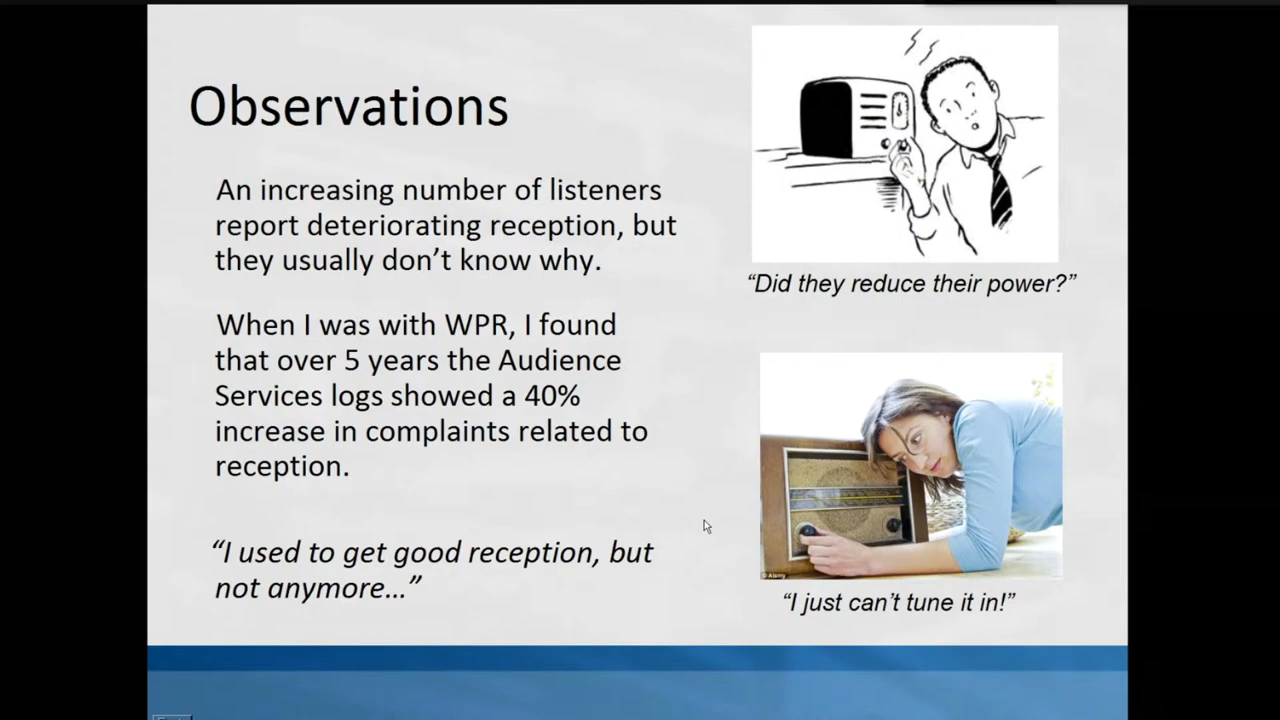 Observations
An increasing number of listeners
report deteriorating reception, but
they usually don’t know why.
When I was with WPR, I found
that over 5 years the Audience
Services logs showed a 40%
increase in complaints related to
reception.
“I used to get good reception, but
not anymore…”
“Did they reduce their power?”
© Alamy
“I just can’t tune it in!”